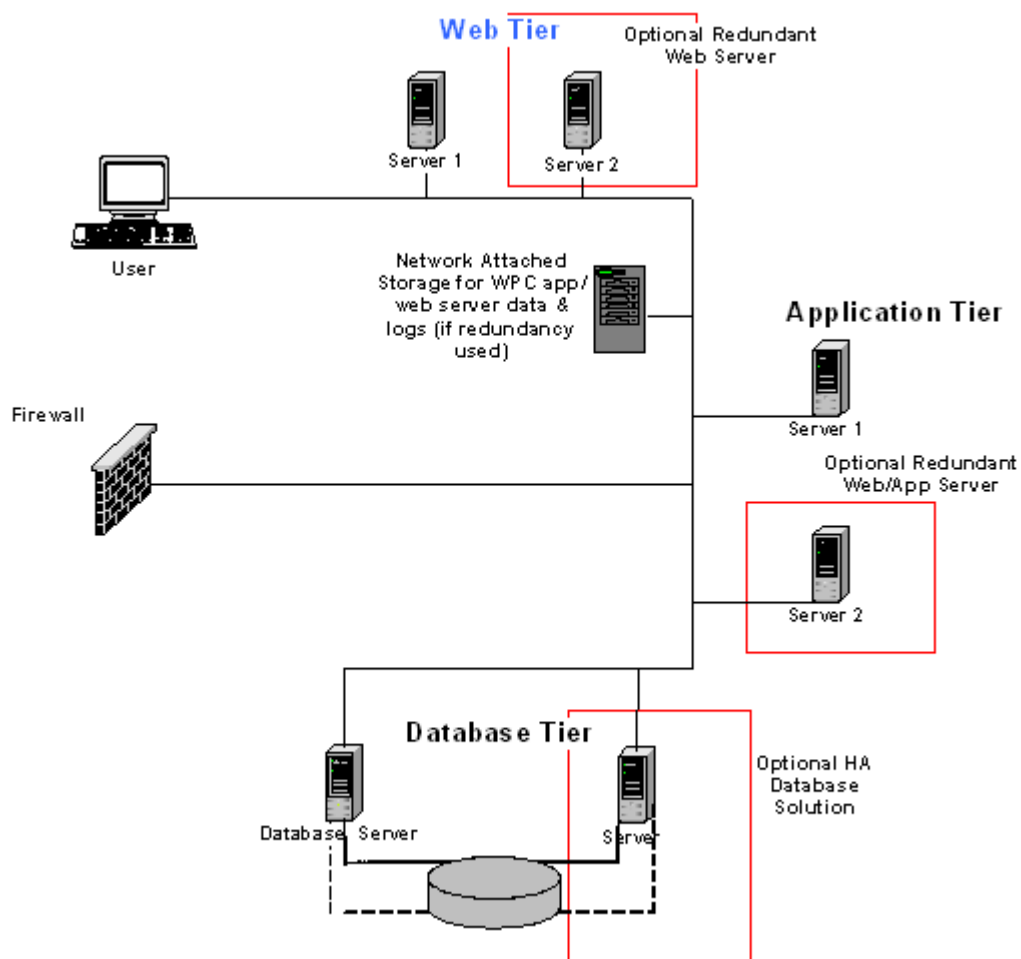 Web Tier
Optional Redundant
Web Server
Server 1
Server 2
User
Network Attached
Storage for WPC app/
web server data &
logs (if redundancy
used)
Application Tier
Server 1
Firewall
Optional Redundant
Web/App Server
Server 2
Database Tier
Optional HA
Database
Solution
Database Server
Server